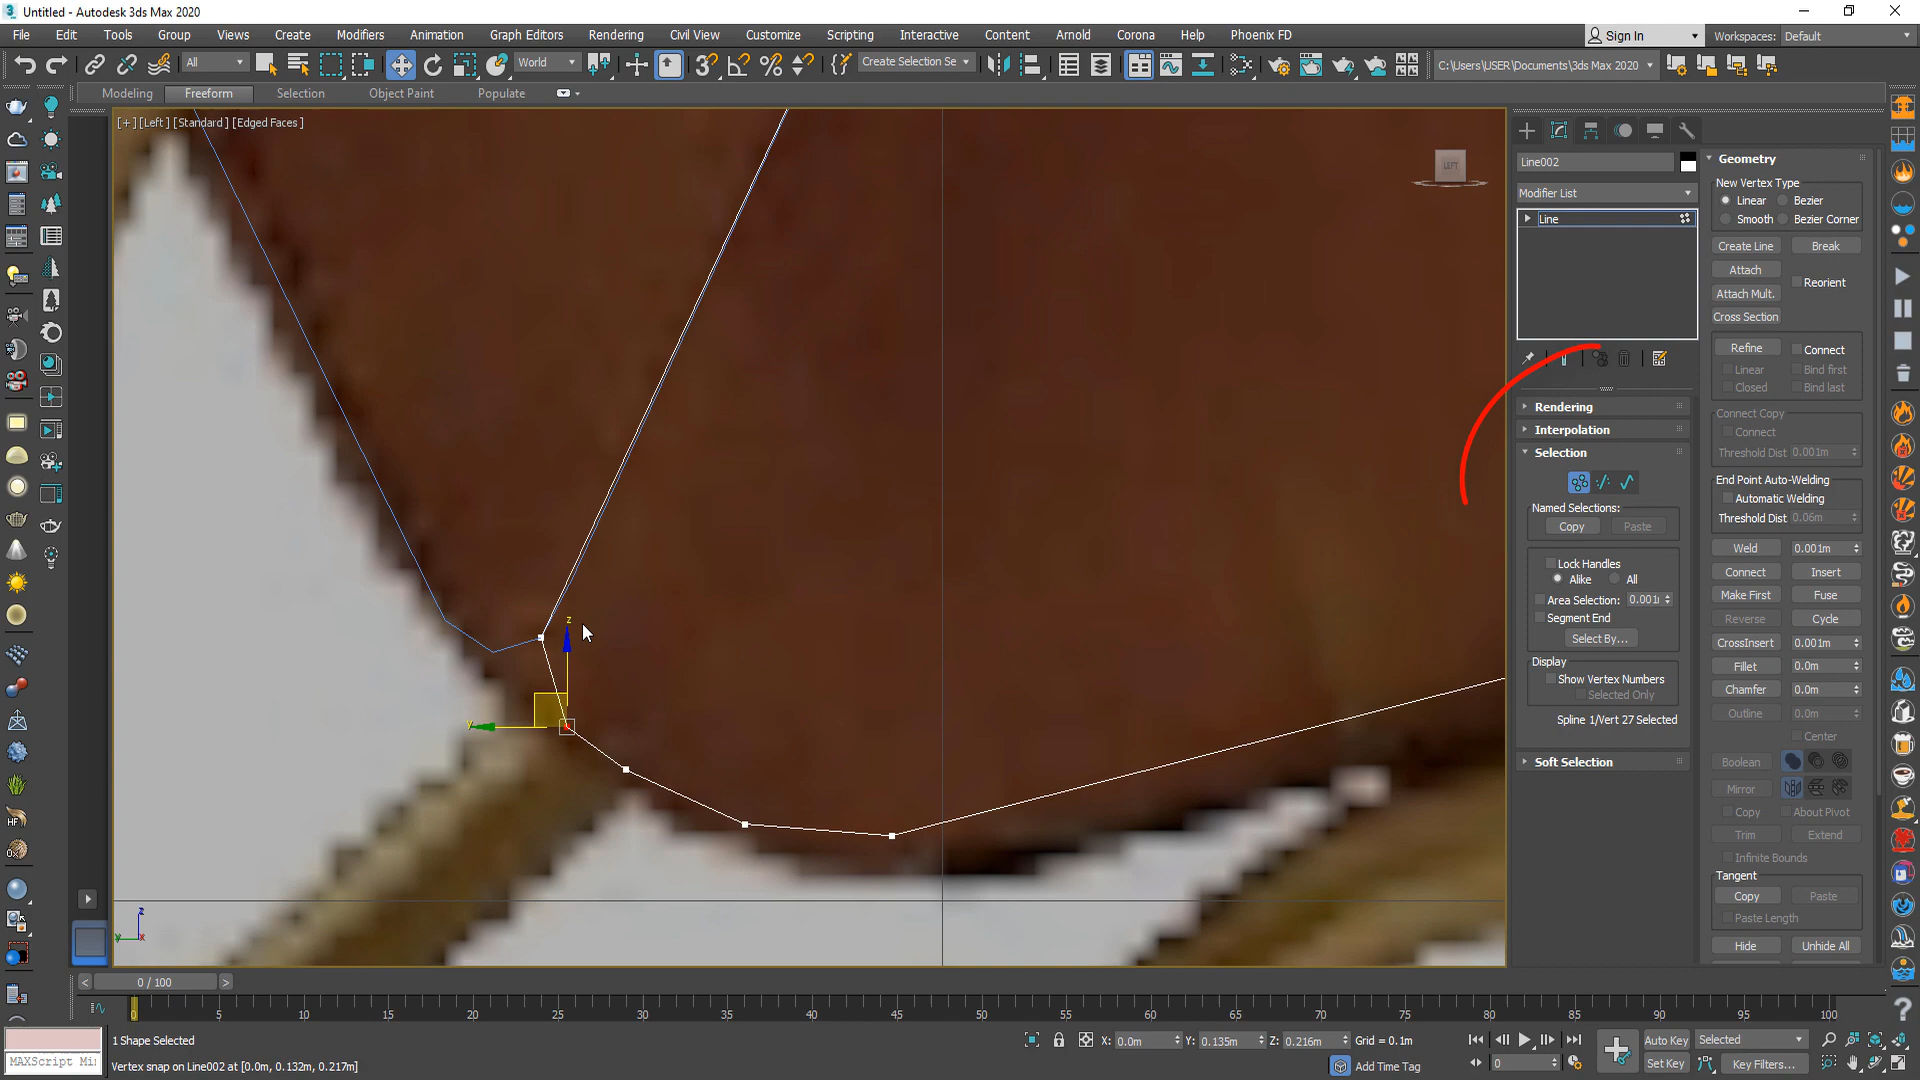 Untitled - Autodesk 3ds Max 2020
File Edit Tools Group Views Create Modifiers Animation Graph Editors Rendering Civil View Customize Scripting Interactive Content Arnold Corona Help Phoenix FD
Sign In Workspaces: Default
All World Create Selection Se C:\Users\USER\Documents\3ds Max 2020
Modeling Freeform Selection Object Paint Populate
[+] [Left] [Standard] [Edged Faces]
LEFT
z
y
z
y x
Line002
Modifier List
Line
Rendering
Interpolation
Selection
Named Selections:
Copy Paste
Lock Handles
Alike All
Area Selection: 0.001
Segment End
Select By...
Display
Show Vertex Numbers
Selected Only
Spline 1/Vert 27 Selected
Soft Selection
Geometry
New Vertex Type
Linear Bezier
Smooth Bezier Corner
Create Line Break
Attach
Reorient
Attach Mult.
Cross Section
Refine Connect
Linear Bind first
Closed Bind last
Connect Copy
Connect
Threshold Dist 0.001m
End Point Auto-Welding
Automatic Welding
Threshold Dist 0.06m
Weld 0.001m
Connect Insert
Make First Fuse
Reverse Cycle
CrossInsert 0.001m
Fillet 0.0m
Chamfer 0.0m
Outline 0.0m
Center
Boolean
Mirror
Copy About Pivot
Trim Extend
Infinite Bounds
Tangent
Copy Paste
Paste Length
Hide Unhide All
< 0 / 100 >
0 5 10 15 20 25 30 35 40 45 50 55 60 65 70 75 80 85 90 95 100
1 Shape Selected
X: 0.0m Y: 0.135m Z: 0.216m Grid = 0.1m
Auto Key Selected
MAXScript Mi
Vertex snap on Line002 at [0.0m, 0.132m, 0.217m]
Add Time Tag
0
Set Key Key Filters...